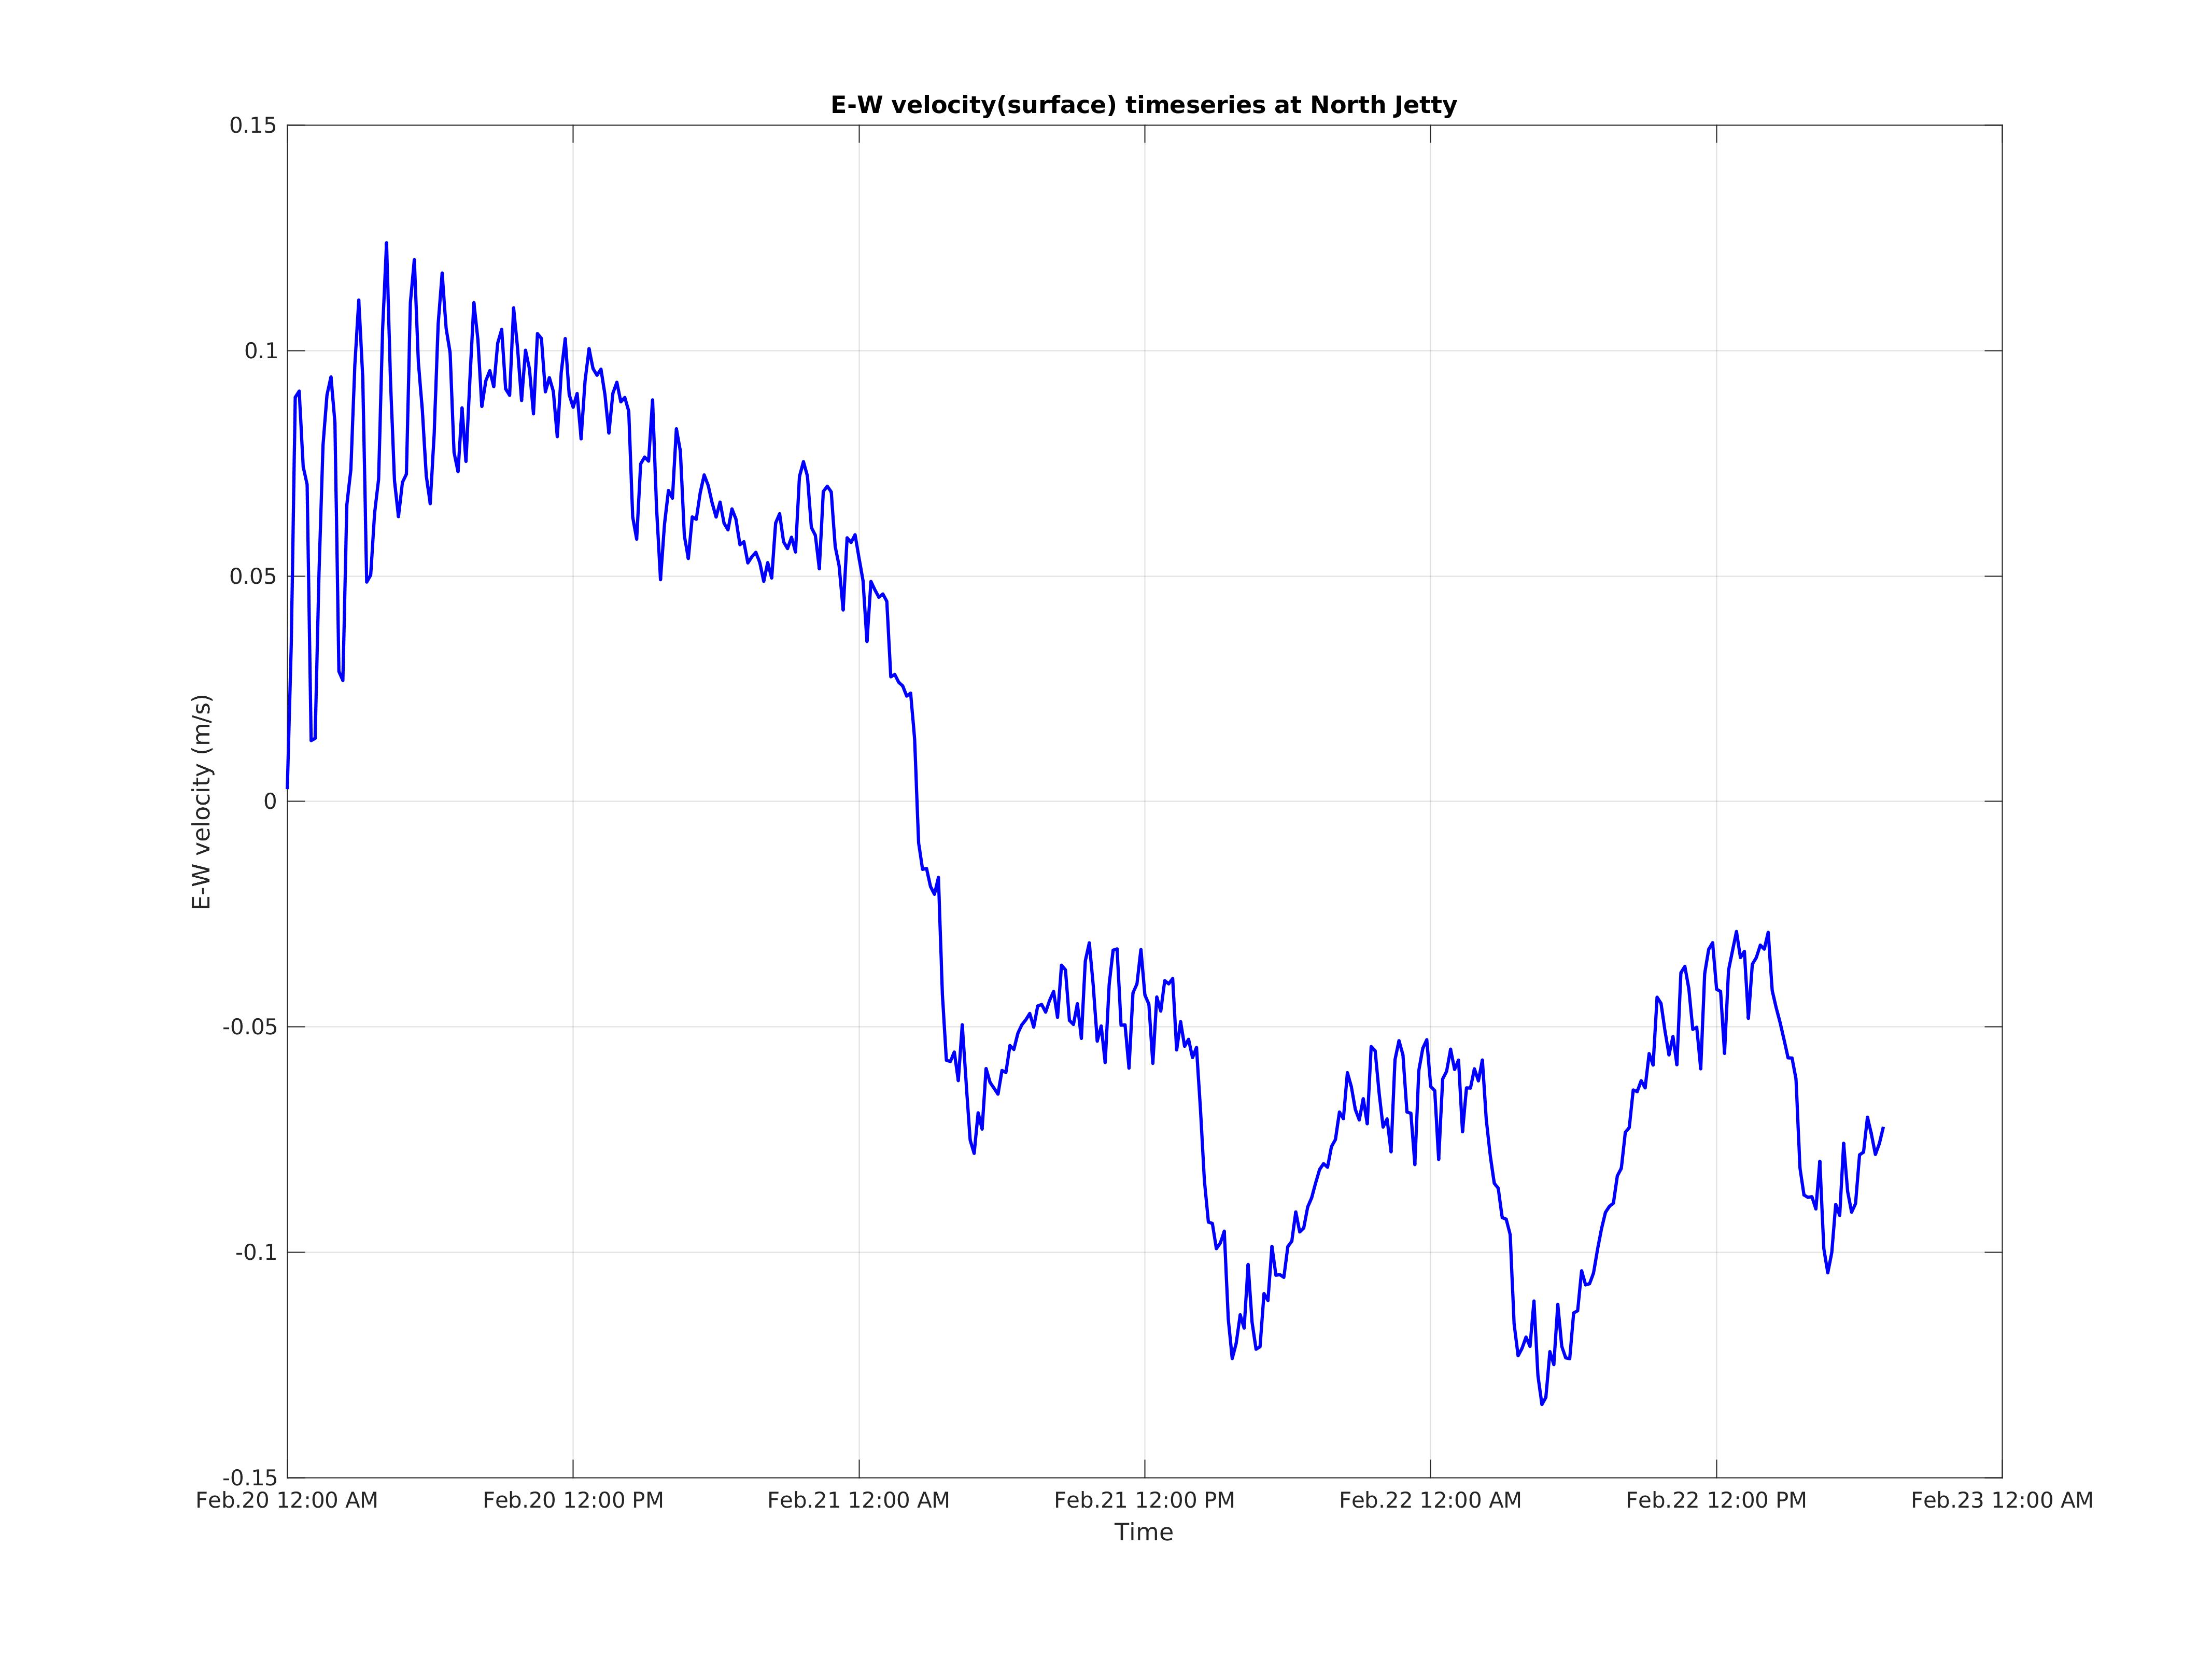 E-W velocity(surface) timeseries at North Jetty
0.15
0.1
0.05
0
-0.05
-0.1
-0.15
E-W velocity (m/s)
Feb.20 12:00 AM Feb.20 12:00 PM Feb.21 12:00 AM Feb.21 12:00 PM Feb.22 12:00 AM Feb.22 12:00 PM Feb.23 12:00 AM
Time